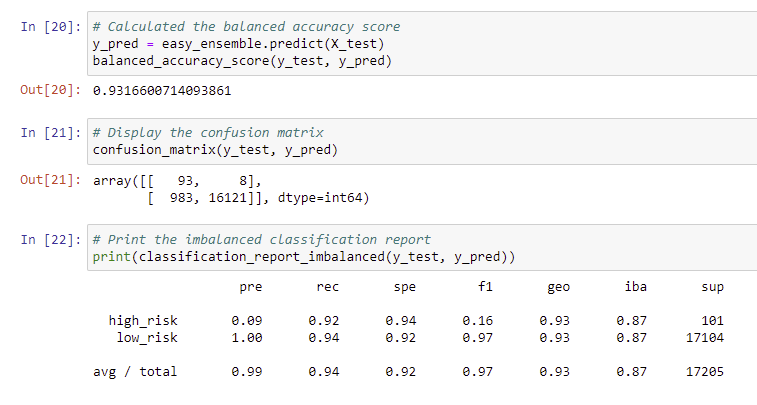 In [20]: # Calculated the balanced accuracy score
y_pred = easy_ensemble.predict(X_test)
balanced_accuracy_score(y_test, y_pred)
Out[20]: 0.9316600714093861
In [21]: # Display the confusion matrix
confusion_matrix(y_test, y_pred)
Out[21]: array([[   93,     8],
       [  983, 16121]], dtype=int64)
In [22]: # Print the imbalanced classification report
print(classification_report_imbalanced(y_test, y_pred))
pre rec spe f1 geo iba sup
high_risk 0.09 0.92 0.94 0.16 0.93 0.87 101
low_risk 1.00 0.94 0.92 0.97 0.93 0.87 17104
avg / total 0.99 0.94 0.92 0.97 0.93 0.87 17205